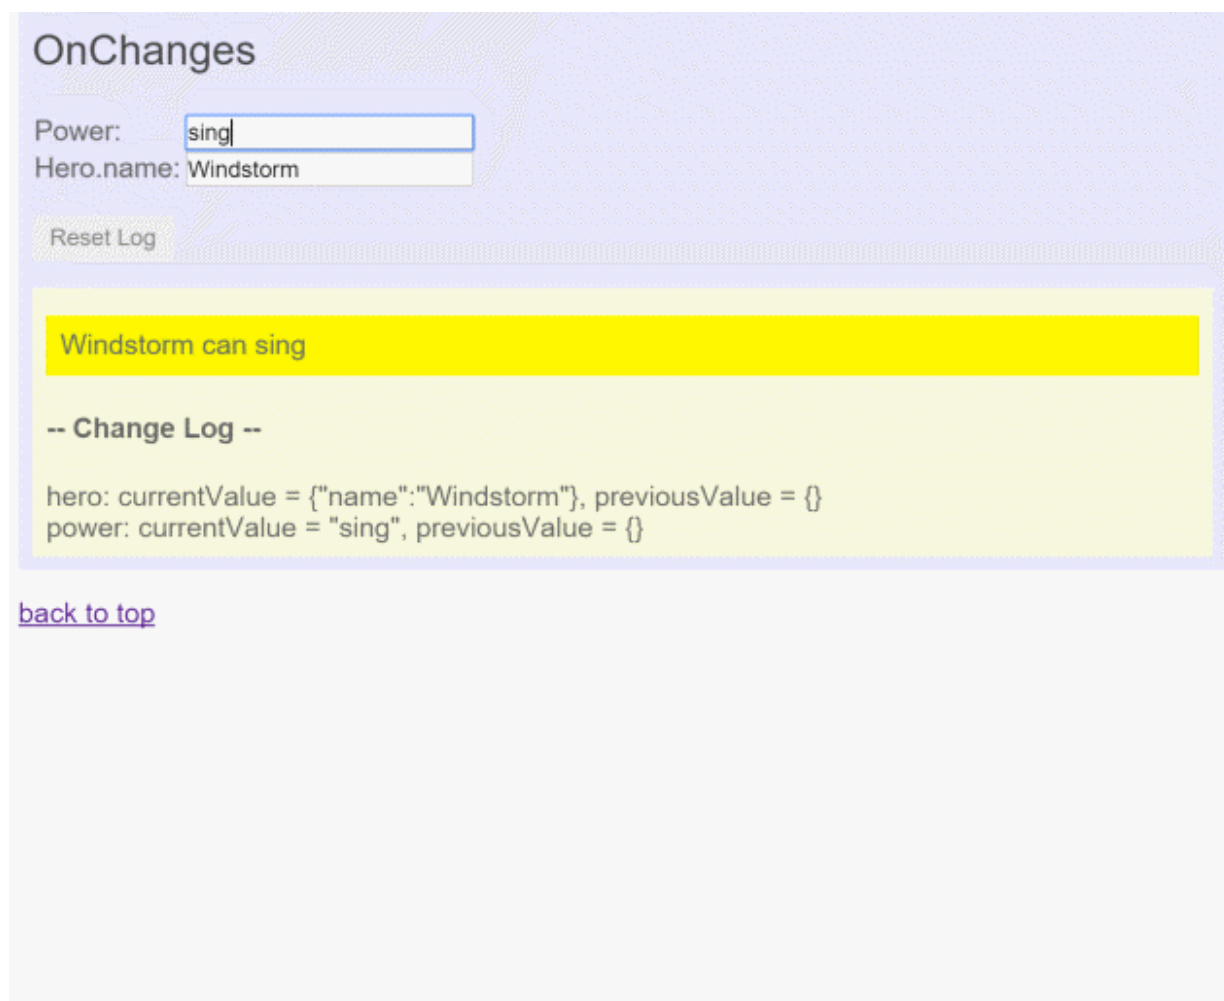 OnChanges
Power: sing
Hero.name: Windstorm
Reset Log
Windstorm can sing
-- Change Log --
hero: currentValue = {"name":"Windstorm"}, previousValue = {}
power: currentValue = "sing", previousValue = {}
back to top